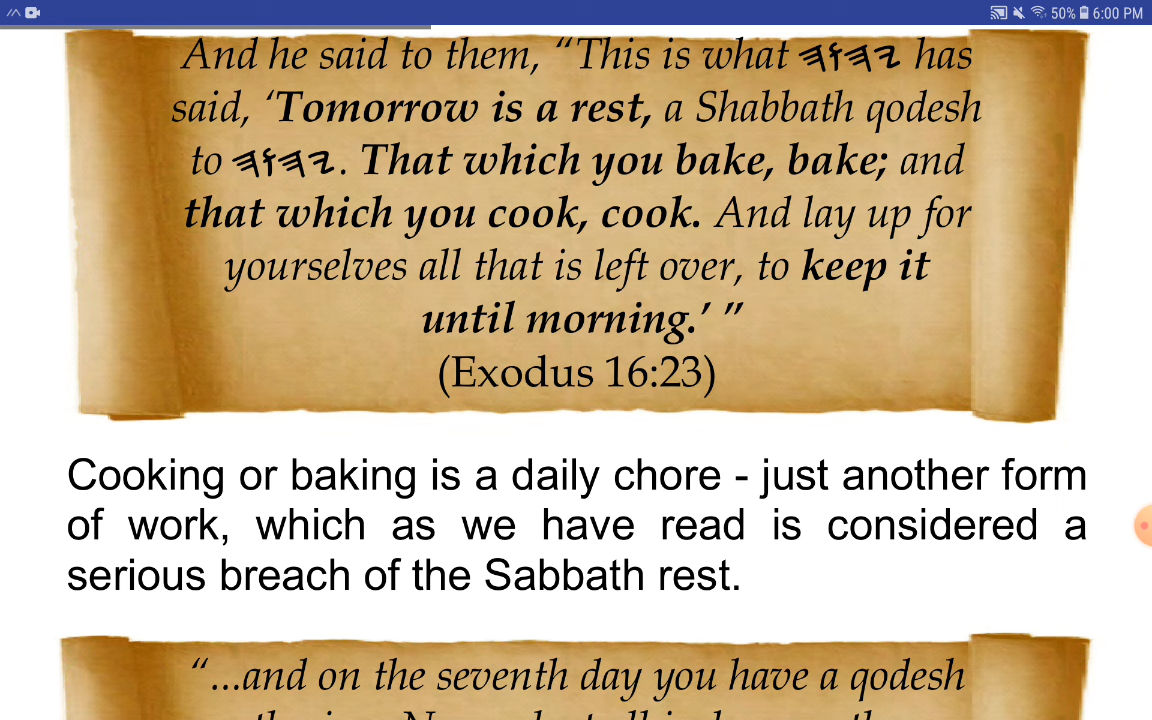 50% 6:00 PM
And he said to them, “This is what 𐤉𐤄𐤅𐤄 has
said, ‘Tomorrow is a rest, a Shabbath qodesh
to 𐤉𐤄𐤅𐤄. That which you bake, bake; and
that which you cook, cook. And lay up for
yourselves all that is left over, to keep it
until morning.’ ”
(Exodus 16:23)
Cooking or baking is a daily chore - just another form
of work, which as we have read is considered a
serious breach of the Sabbath rest.
“...and on the seventh day you have a qodesh